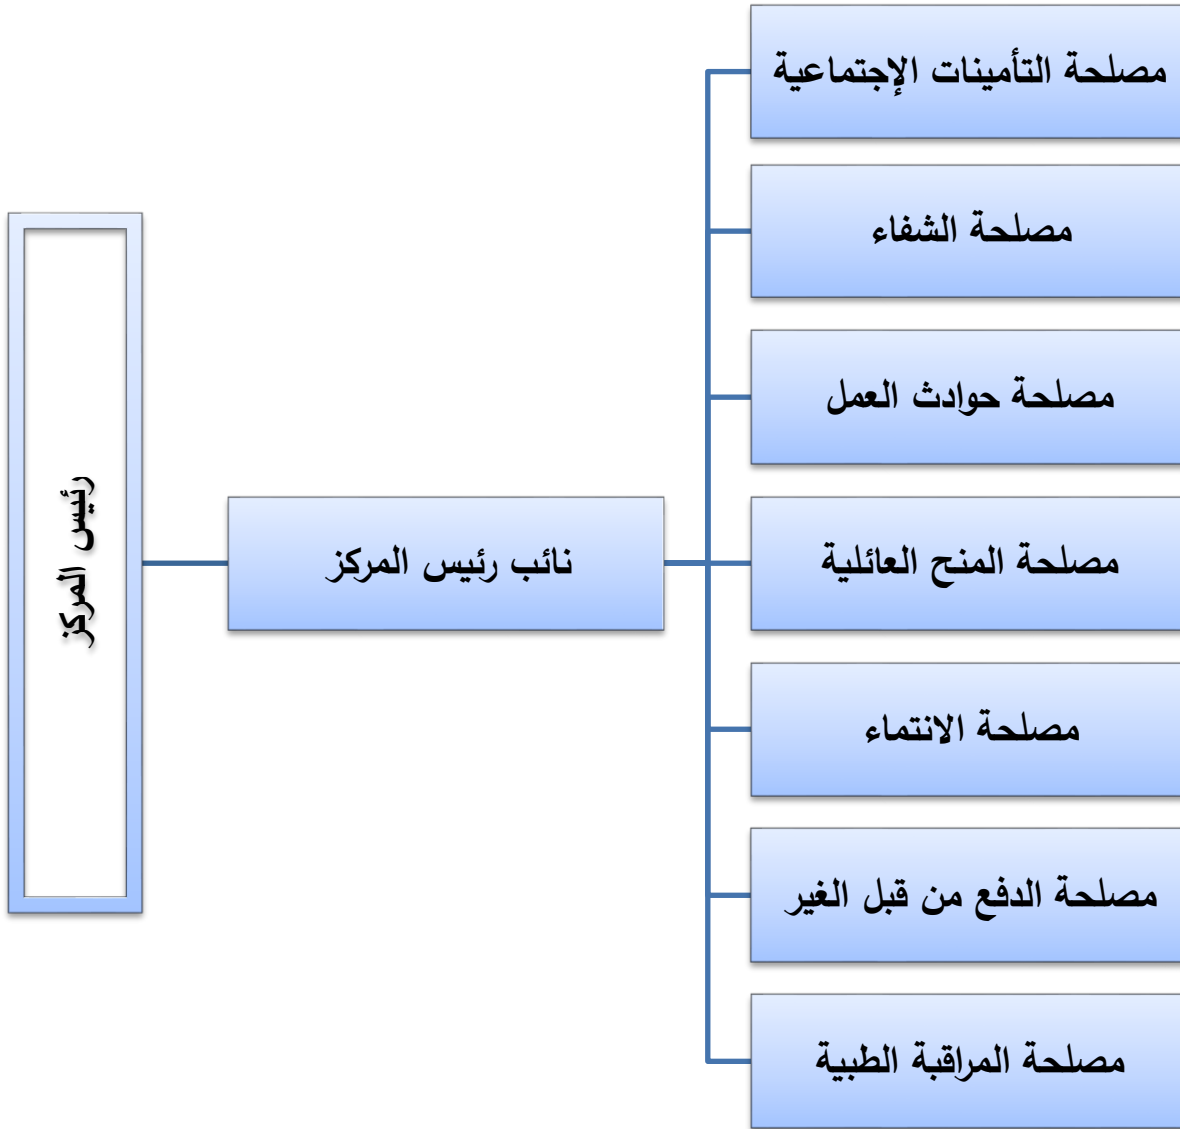 رئيس المركز
نائب رئيس المركز
مصلحة التأمينات الإجتماعية
مصلحة الشفاء
مصلحة حوادث العمل
مصلحة المنح العائلية
مصلحة الانتماء
مصلحة الدفع من قبل الغير
مصلحة المراقبة الطبية